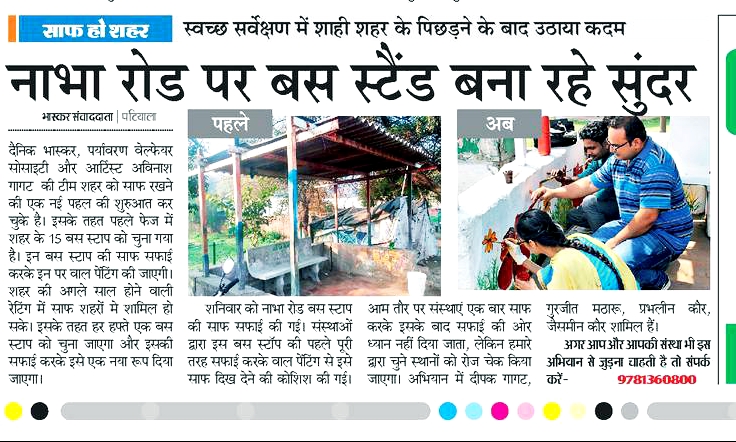 साफ हो शहर
स्वच्छ सर्वेक्षण में शाही शहर के पिछड़ने के बाद उठाया कदम
नाभा रोड पर बस स्टैंड बना रहे सुंदर
भास्कर संवाददाता | पटियाला
दैनिक भास्कर, पर्यावरण वेल्फेयर
सोसाइटी और आर्टिस्ट अविनाश
गागट की टीम शहर को साफ रखने
की एक नई पहल की शुरुआत कर
चुके है। इसके तहत पहले फेज में
शहर के 15 बस स्टाप को चुना गया
है। इन बस स्टाप की साफ सफाई
करके इन पर वाल पेंटिंग की जाएगी।
शहर की अगले साल होने वाली
रेटिंग में साफ शहरों मे शामिल हो
सके। इसके तहत हर हफ्ते एक बस
स्टाप को चुना जाएगा और इसकी
सफाई करके इसे एक नया रूप दिया
जाएगा।
पहले
अब
शनिवार को नाभा रोड बस स्टाप
की साफ सफाई की गई। संस्थाओं
द्वारा इस बस स्टॉप की पहले पूरी
तरह सफाई करके वाल पेंटिंग से इसे
साफ दिख देने की कोशिश की गई।
आम तौर पर संस्थाएं एक बार साफ
करके इसके बाद सफाई की ओर
ध्यान नहीं दिया जाता, लेकिन हमारे
द्वारा चुने स्थानों को रोज चेक किया
जाएगा। अभियान में दीपक गागट,
गुरजीत मठारू, प्रभलीन कौर,
जैसमीन कौर शामिल हैं।
अगर आप और आपकी संस्था भी इस
अभियान से जुड़ना चाहती है तो संपर्क
करें- 9781360800